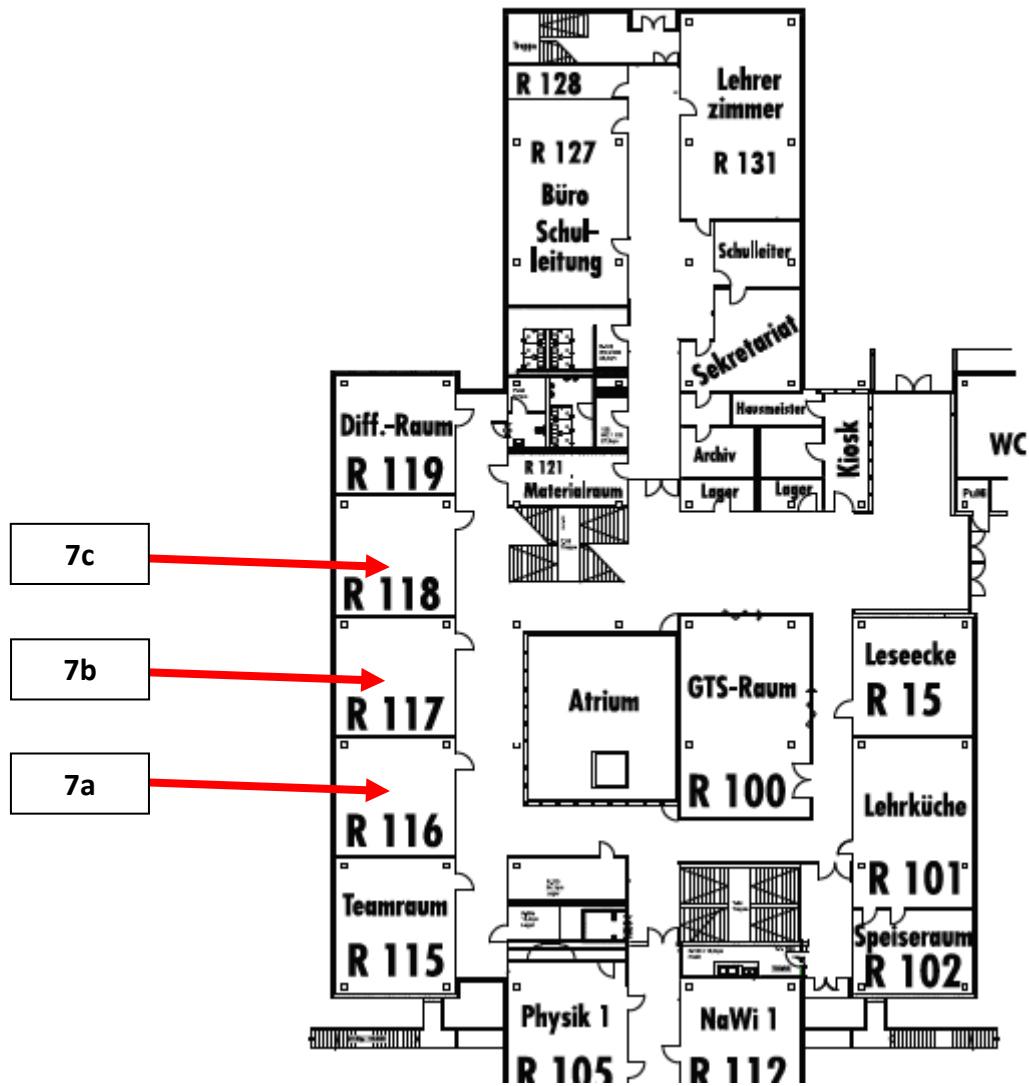 Treppe
R 128
Lehrer
zimmer
R 131
R 127
Büro
Schul-
leitung
Schulleiter
Sekretariat
Hausmeister
Kiosk
Archiv
Lager
Lager
WC
Diff.-Raum
R 119
R 121
Materialraum
7c
R 118
7b
R 117
7a
R 116
Atrium
GTS-Raum
R 100
Leseecke
R 15
Lehrküche
R 101
Teamraum
R 115
Speiseraum
R 102
Physik 1
R 105
NaWi 1
R 112